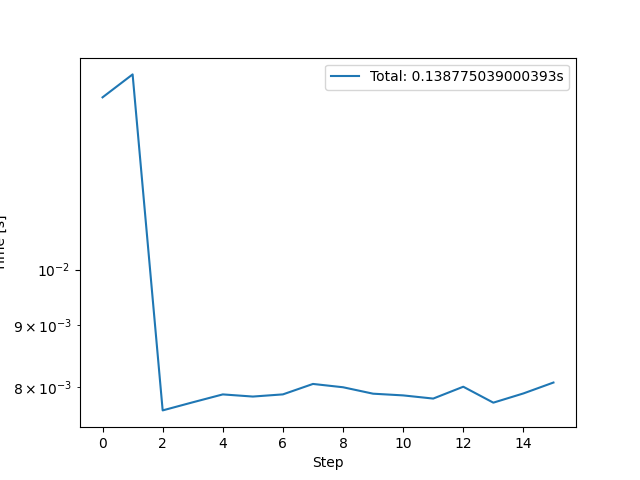 Total: 0.138775039000393s
Time [s]
10⁻²
9 × 10⁻³
8 × 10⁻³
0 2 4 6 8 10 12 14
Step